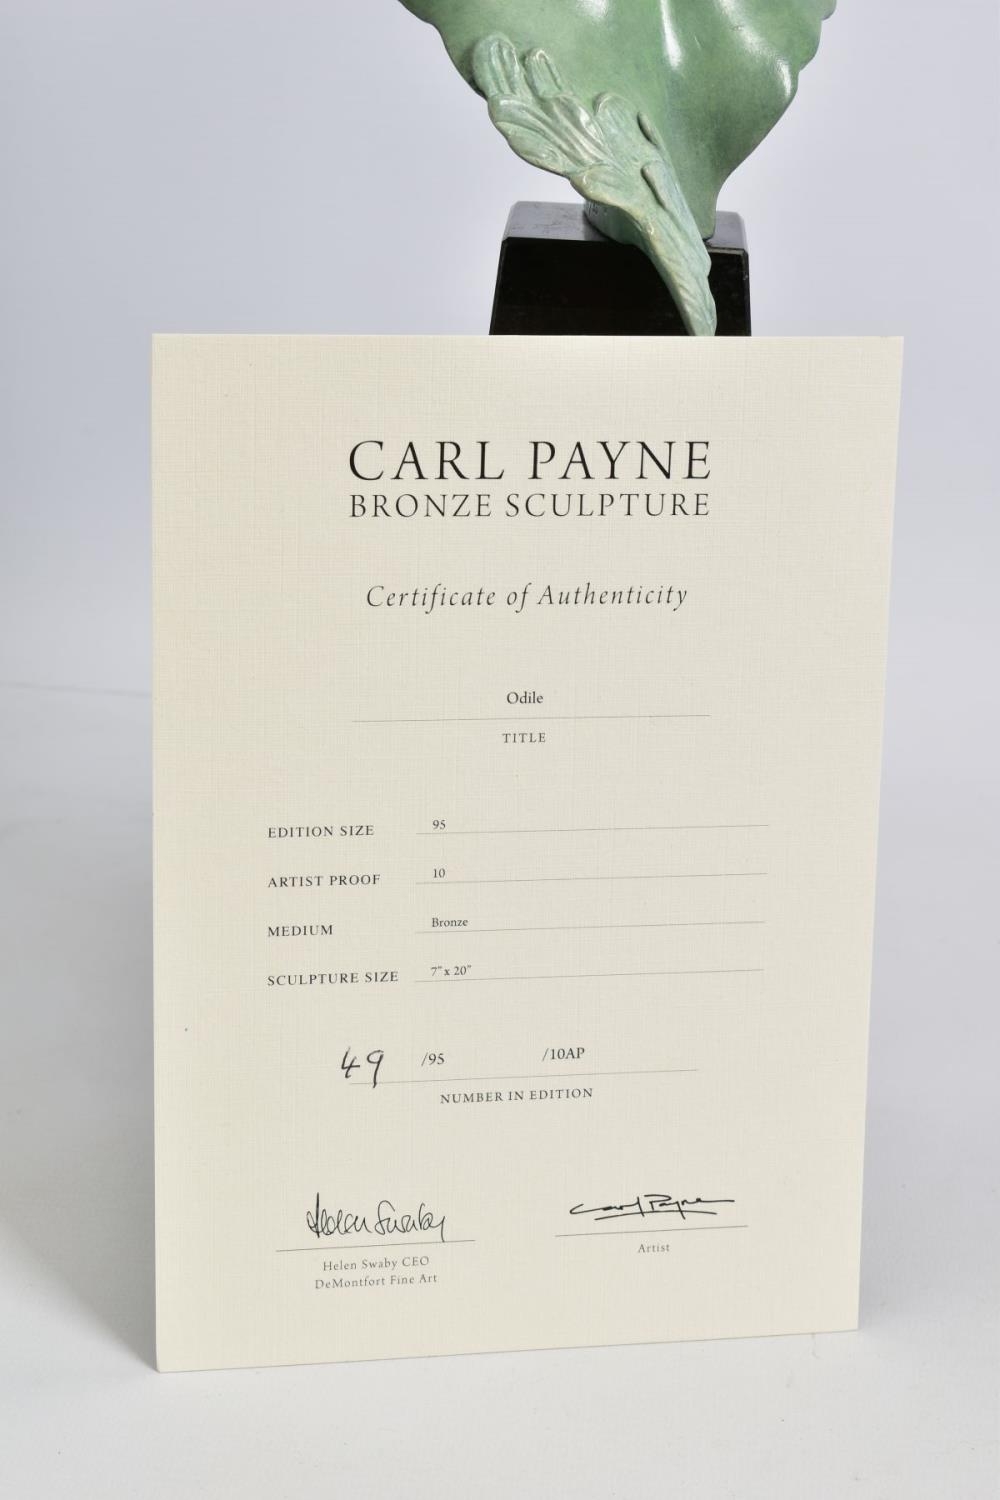 CARL PAYNE
BRONZE SCULPTURE
Certificate of Authenticity
Odile
TITLE
EDITION SIZE 95
ARTIST PROOF 10
MEDIUM Bronze
SCULPTURE SIZE 7" x 20"
49 /95 /10AP
NUMBER IN EDITION
Helen Swaby Carl Payne
Helen Swaby CEO Artist
DeMontfort Fine Art